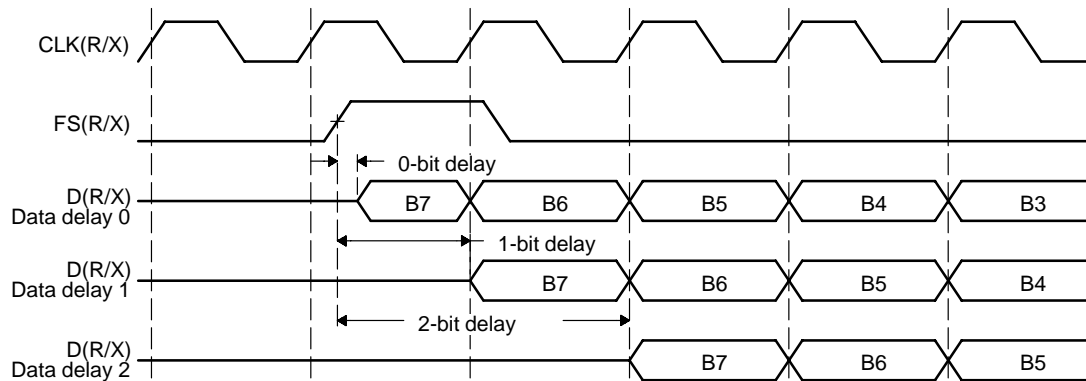 CLK(R/X)
FS(R/X)
0-bit delay
D(R/X)
Data delay 0
B7 B6 B5 B4 B3
1-bit delay
D(R/X)
Data delay 1
B7 B6 B5 B4
2-bit delay
D(R/X)
Data delay 2
B7 B6 B5